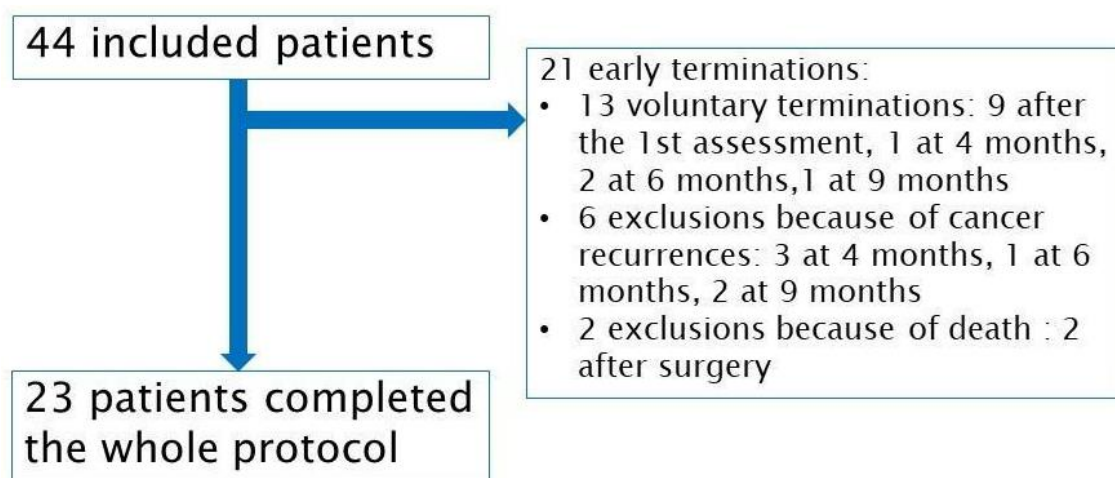 44 included patients
21 early terminations:
• 13 voluntary terminations: 9 after
the 1st assessment, 1 at 4 months,
2 at 6 months,1 at 9 months
• 6 exclusions because of cancer
recurrences: 3 at 4 months, 1 at 6
months, 2 at 9 months
• 2 exclusions because of death : 2
after surgery
23 patients completed
the whole protocol